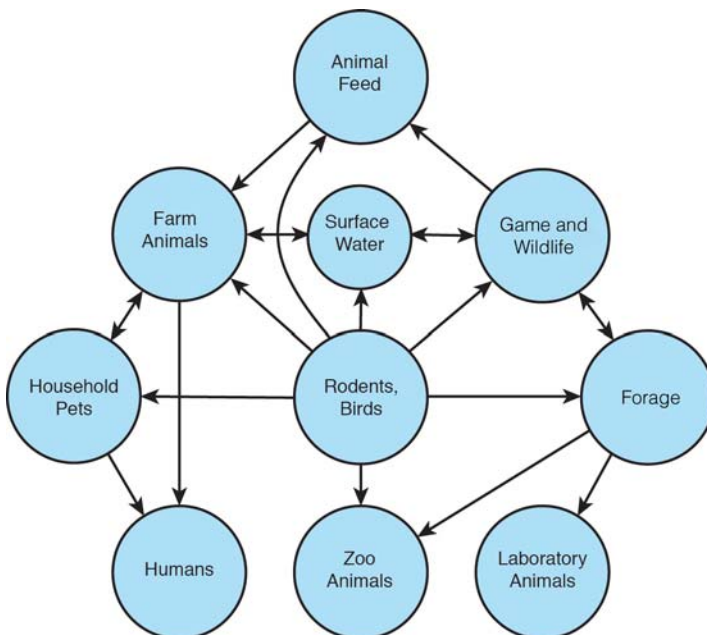 Animal
Feed
Farm
Animals
Surface
Water
Game and
Wildlife
Household
Pets
Rodents,
Birds
Forage
Humans
Zoo
Animals
Laboratory
Animals